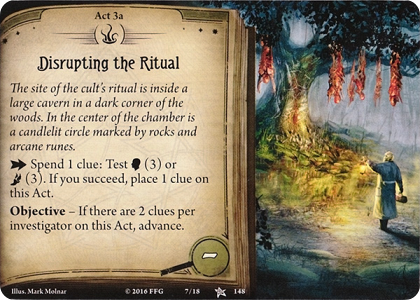 Act 3a
Disrupting the Ritual
The site of the cult's ritual is inside a
large cavern in a dark corner of the
woods. In the center of the chamber is
a candlelit circle marked by rocks and
arcane runes.
Spend 1 clue: Test (3) or
(3). If you succeed, place 1 clue on
this Act.
Objective – If there are 2 clues per
investigator on this Act, advance.
–
Illus. Mark Molnar © 2016 FFG 7/18 148